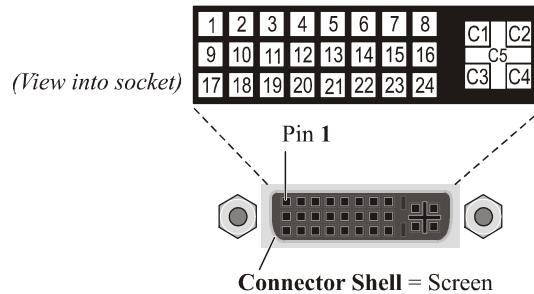 1 2 3 4 5 6 7 8 C1 C2
9 10 11 12 13 14 15 16 C5
17 18 19 20 21 22 23 24 C3 C4
(View into socket)
Pin 1
Connector Shell = Screen